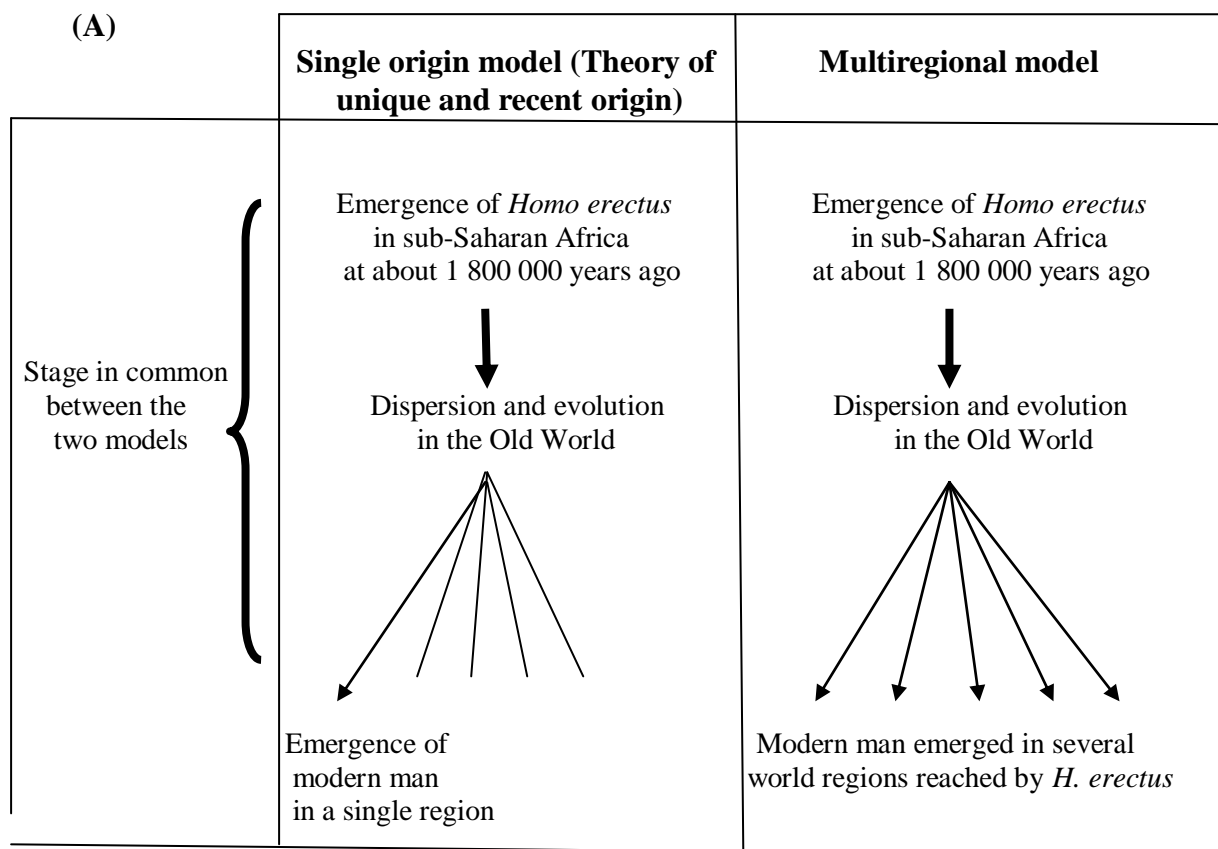 (A)
Single origin model (Theory of
unique and recent origin)
Multiregional model
Stage in common
between the
two models
Emergence of Homo erectus
in sub-Saharan Africa
at about 1 800 000 years ago
Dispersion and evolution
in the Old World
Emergence of
modern man
in a single region
Emergence of Homo erectus
in sub-Saharan Africa
at about 1 800 000 years ago
Dispersion and evolution
in the Old World
Modern man emerged in several
world regions reached by H. erectus